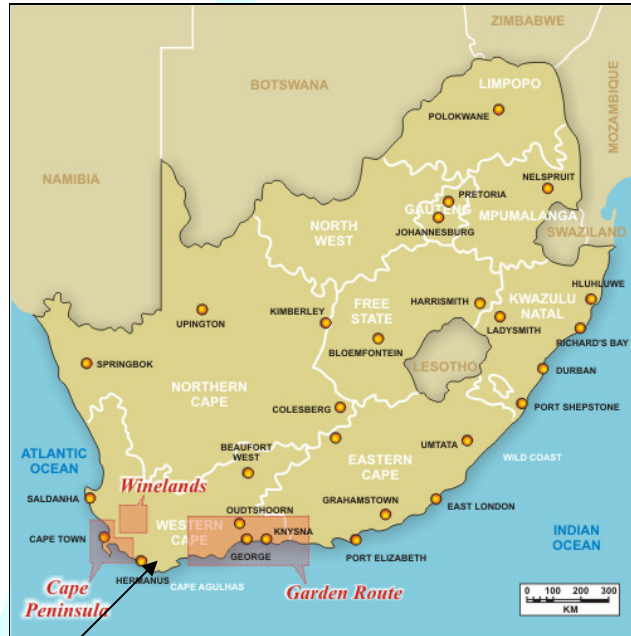 ZIMBABWE
LIMPOPO
BOTSWANA
POLOKWANE
MOZAMBIQUE
NAMIBIA
NELSPRUIT
PRETORIA
GAUTENG
MPUMALANGA
NORTH
WEST
JOHANNESBURG
SWAZILAND
HLUHLUWE
FREE
STATE
HARRISMITH
KWAZULU
NATAL
UPINGTON
KIMBERLEY
LADYSMITH
BLOEMFONTEIN
RICHARD'S BAY
SPRINGBOK
LESOTHO
DURBAN
NORTHERN
CAPE
COLESBERG
PORT SHEPSTONE
UMTATA
BEAUFORT
WEST
EASTERN
CAPE
WILD COAST
ATLANTIC
OCEAN
Winelands
SALDANHA
OUDTSHOORN
GRAHAMSTOWN
EAST LONDON
WESTERN
CAPE
KNYSNA
INDIAN
OCEAN
CAPE TOWN
GEORGE
PORT ELIZABETH
HERMANUS
CAPE AGULHAS
Cape
Peninsula
Garden Route
0 100 200 300
KM